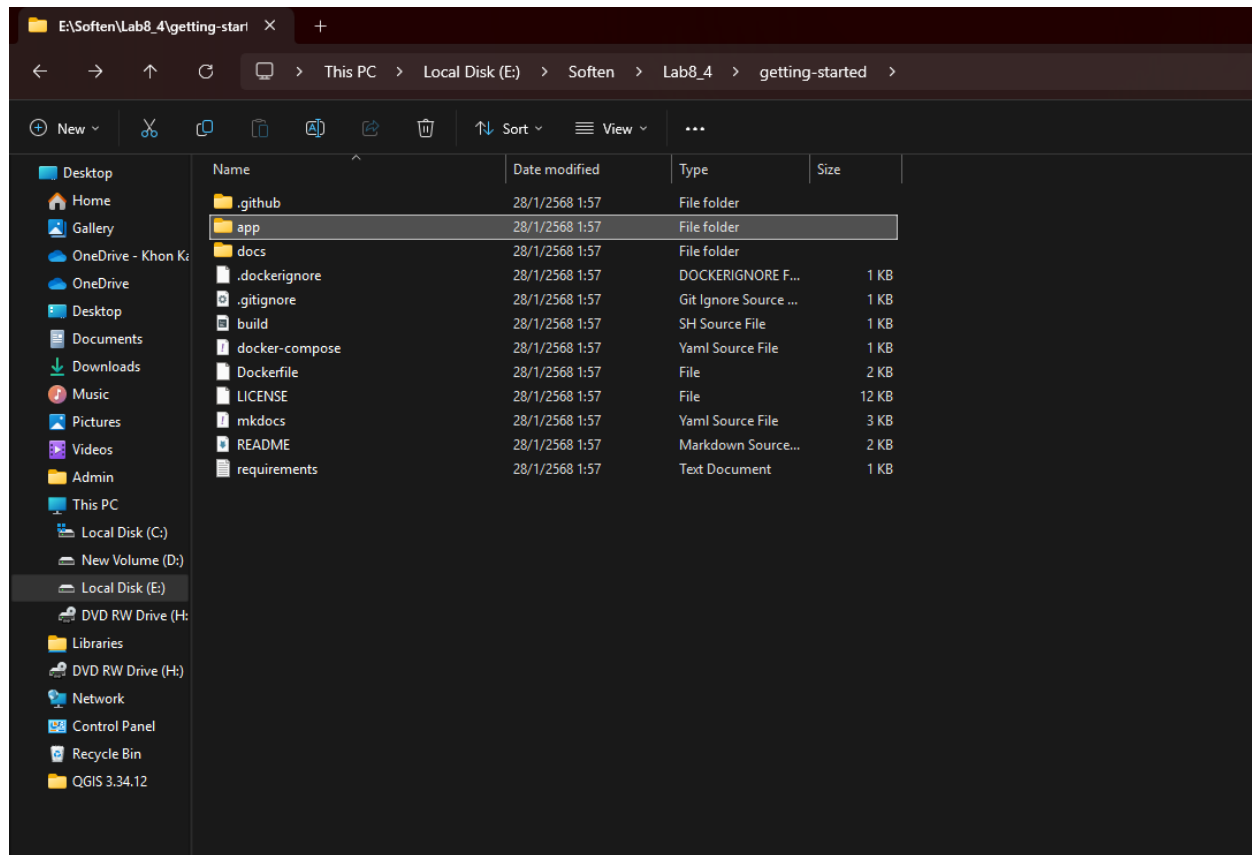 E:\Soften\Lab8_4\getting-start
This PC > Local Disk (E:) > Soften > Lab8_4 > getting-started >
New Sort View
Name Date modified Type Size
Desktop
Home
Gallery
OneDrive - Khon Ka
OneDrive
Desktop
Documents
Downloads
Music
Pictures
Videos
Admin
This PC
Local Disk (C:)
New Volume (D:)
Local Disk (E:)
DVD RW Drive (H:
Libraries
DVD RW Drive (H:)
Network
Control Panel
Recycle Bin
QGIS 3.34.12
.github 28/1/2568 1:57 File folder
app 28/1/2568 1:57 File folder
docs 28/1/2568 1:57 File folder
.dockerignore 28/1/2568 1:57 DOCKERIGNORE F... 1 KB
.gitignore 28/1/2568 1:57 Git Ignore Source ... 1 KB
build 28/1/2568 1:57 SH Source File 1 KB
docker-compose 28/1/2568 1:57 Yaml Source File 1 KB
Dockerfile 28/1/2568 1:57 File 2 KB
LICENSE 28/1/2568 1:57 File 12 KB
mkdocs 28/1/2568 1:57 Yaml Source File 3 KB
README 28/1/2568 1:57 Markdown Source... 2 KB
requirements 28/1/2568 1:57 Text Document 1 KB